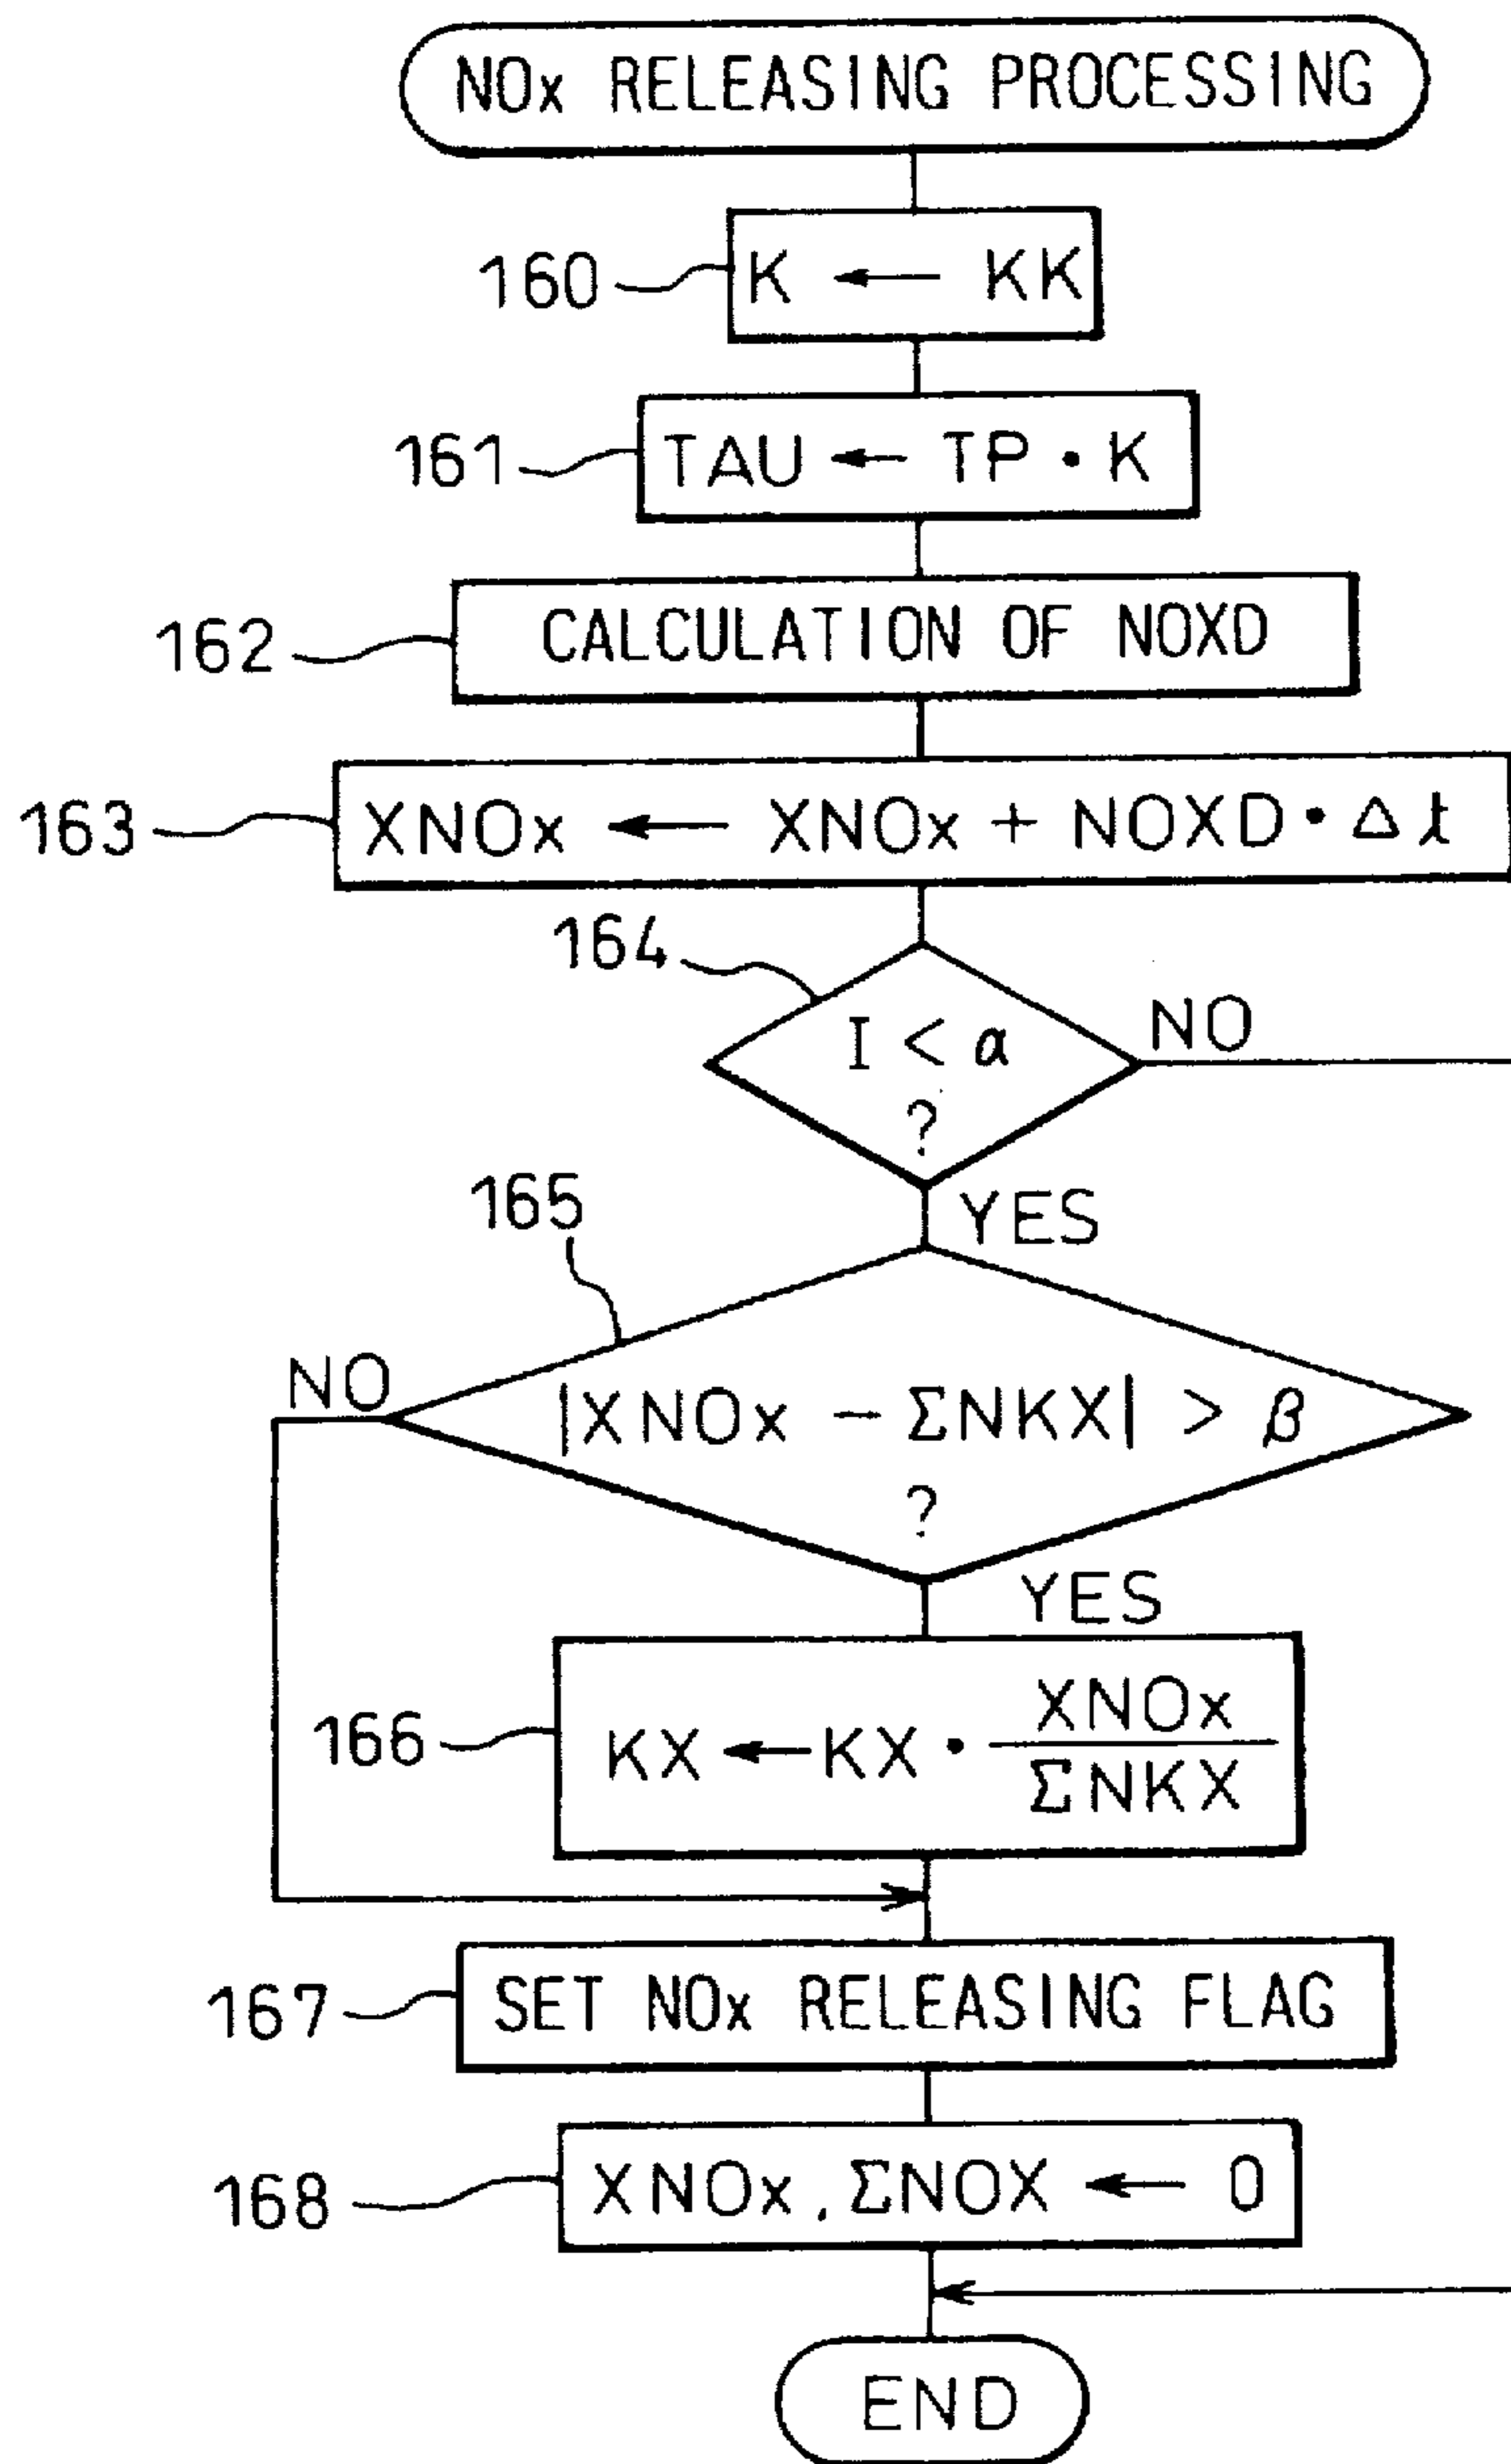 NOx RELEASING PROCESSING
160
K ← KK
161
TAU ← TP・K
162
CALCULATION OF NOXD
163
XNOx ← XNOx + NOXD・Δt
164
I < α
?
NO
YES
165
NO
|XNOx − ΣNKX| > β
?
YES
166
KX ← KX・XNOx
ΣNKX
167
SET NOx RELEASING FLAG
168
XNOx, ΣNOX ← 0
END